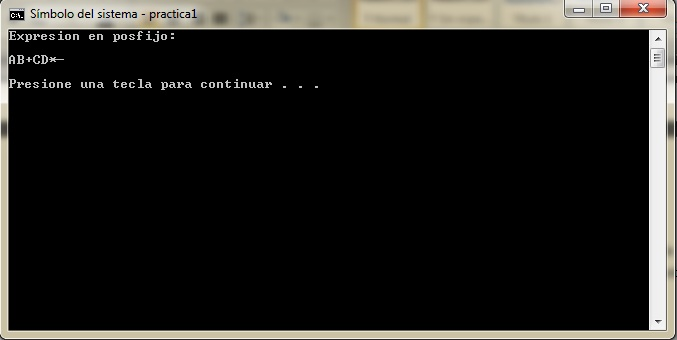 Símbolo del sistema - practica1
Expresion en posfijo:
AB+CD*-
Presione una tecla para continuar . . .